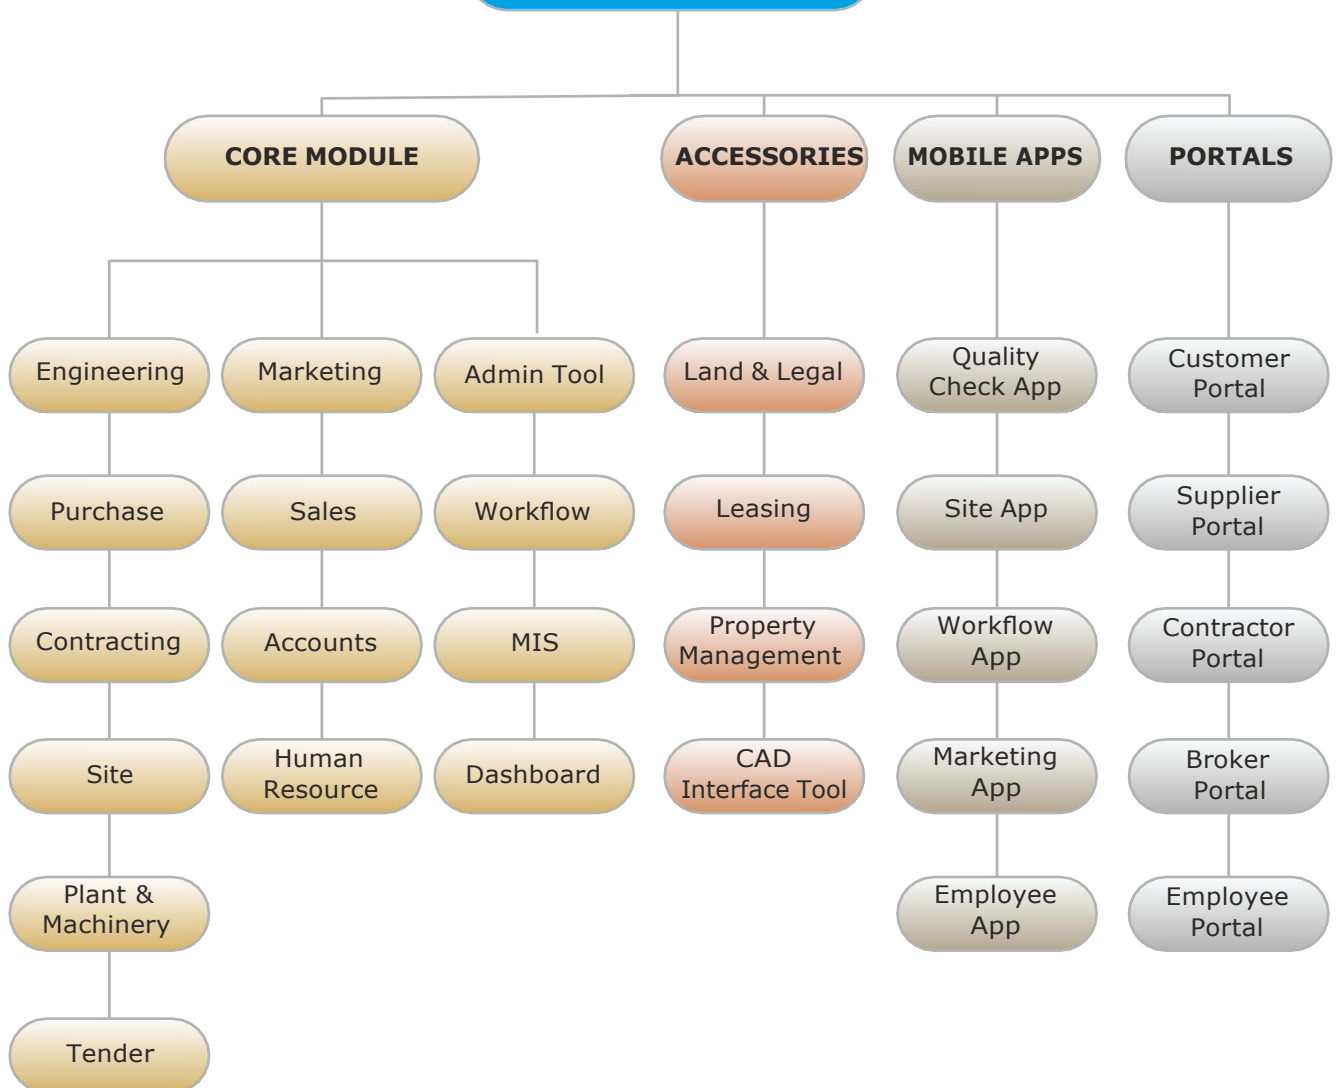 CORE MODULE
ACCESSORIES
MOBILE APPS
PORTALS
Engineering
Marketing
Admin Tool
Land & Legal
Quality
Check App
Customer
Portal
Purchase
Sales
Workflow
Leasing
Site App
Supplier
Portal
Contracting
Accounts
MIS
Property
Management
Workflow
App
Contractor
Portal
Site
Human
Resource
Dashboard
CAD
Interface Tool
Marketing
App
Broker
Portal
Plant &
Machinery
Employee
App
Employee
Portal
Tender